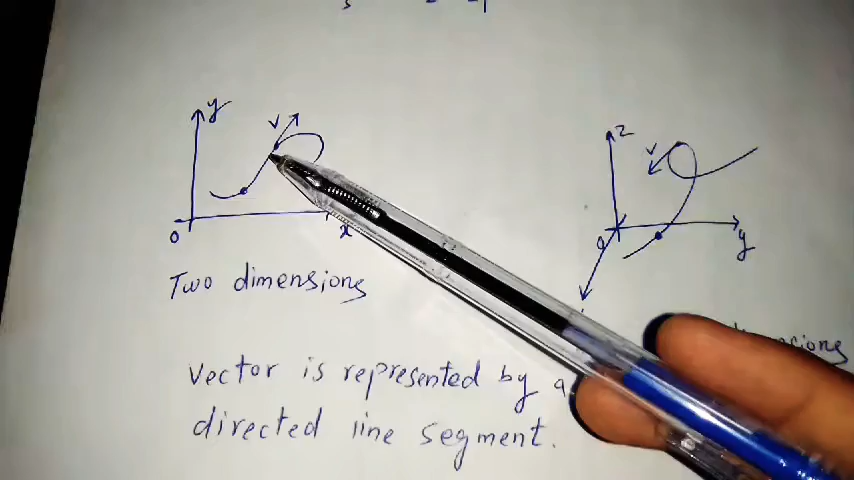 y
v
z
v
0
x
y
Two dimensions
Vector is represented by a
directed line segment.